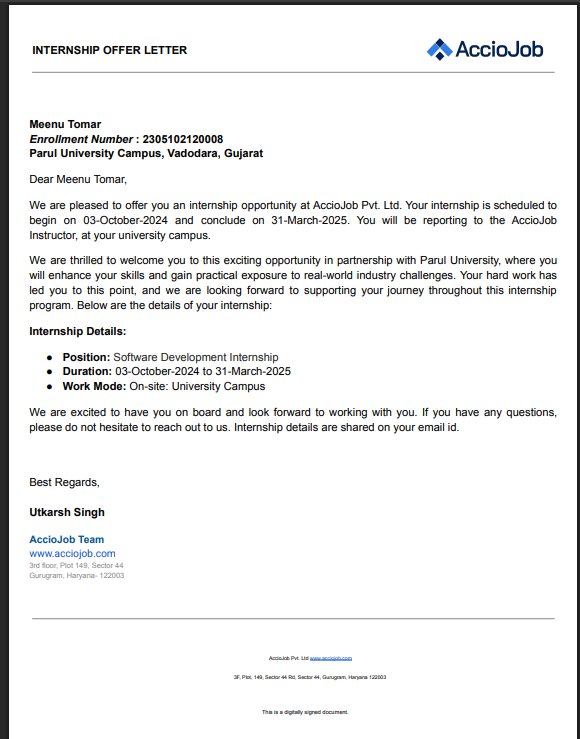 INTERNSHIP OFFER LETTER
AccioJob
Meenu Tomar
Enrollment Number : 2305102120008
Parul University Campus, Vadodara, Gujarat
Dear Meenu Tomar,
We are pleased to offer you an internship opportunity at AccioJob Pvt. Ltd. Your internship is scheduled to
begin on 03-October-2024 and conclude on 31-March-2025. You will be reporting to the AccioJob
Instructor, at your university campus.
We are thrilled to welcome you to this exciting opportunity in partnership with Parul University, where you
will enhance your skills and gain practical exposure to real-world industry challenges. Your hard work has
led you to this point, and we are looking forward to supporting your journey throughout this internship
program. Below are the details of your internship:
Internship Details:
● Position: Software Development Internship
● Duration: 03-October-2024 to 31-March-2025
● Work Mode: On-site: University Campus
We are excited to have you on board and look forward to working with you. If you have any questions,
please do not hesitate to reach out to us. Internship details are shared on your email id.
Best Regards,
Utkarsh Singh
AccioJob Team
www.acciojob.com
3rd floor, Plot 149, Sector 44
Gurugram, Haryana- 122003
AccioJob Pvt. Ltd www.acciojob.com
3F, Plot, 149, Sector 44 Rd, Sector 44, Gurugram, Haryana 122003
This is a digitally signed document.